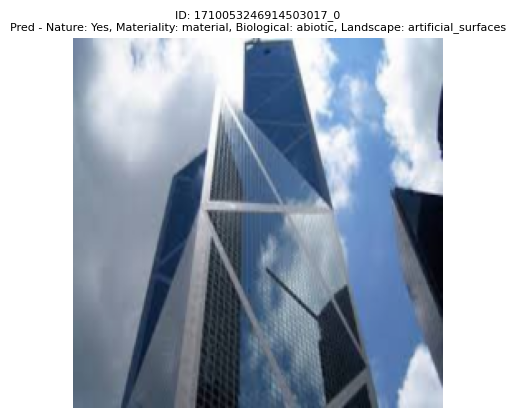 ID: 1710053246914503017_0
Pred - Nature: Yes, Materiality: material, Biological: abiotic, Landscape: artificial_surfaces